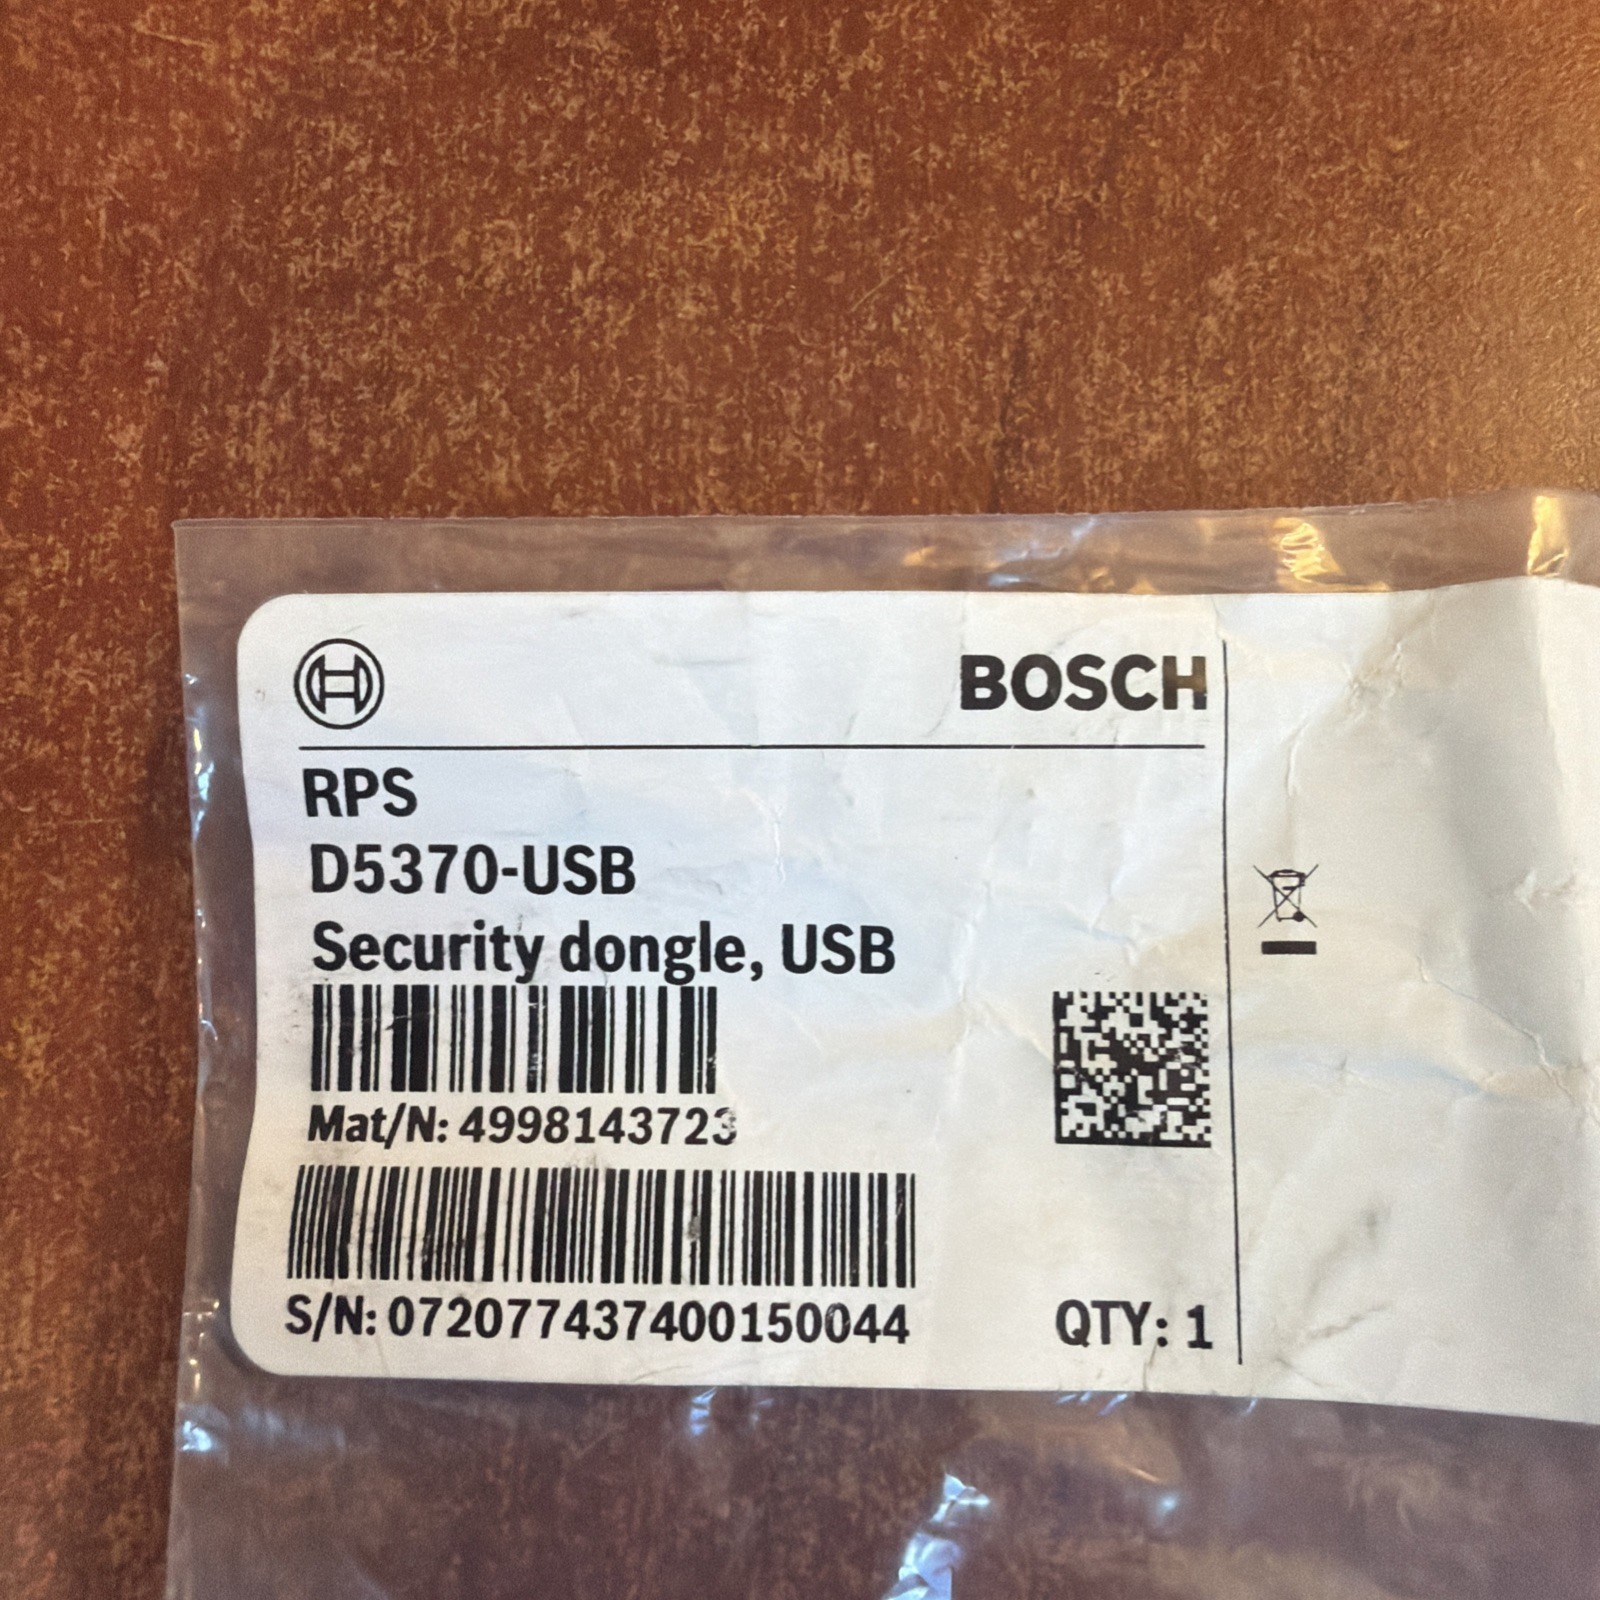 BOSCH
RPS
D5370-USB
Security dongle, USB
Mat/N: 4998143723
S/N: 072077437400150044
QTY: 1